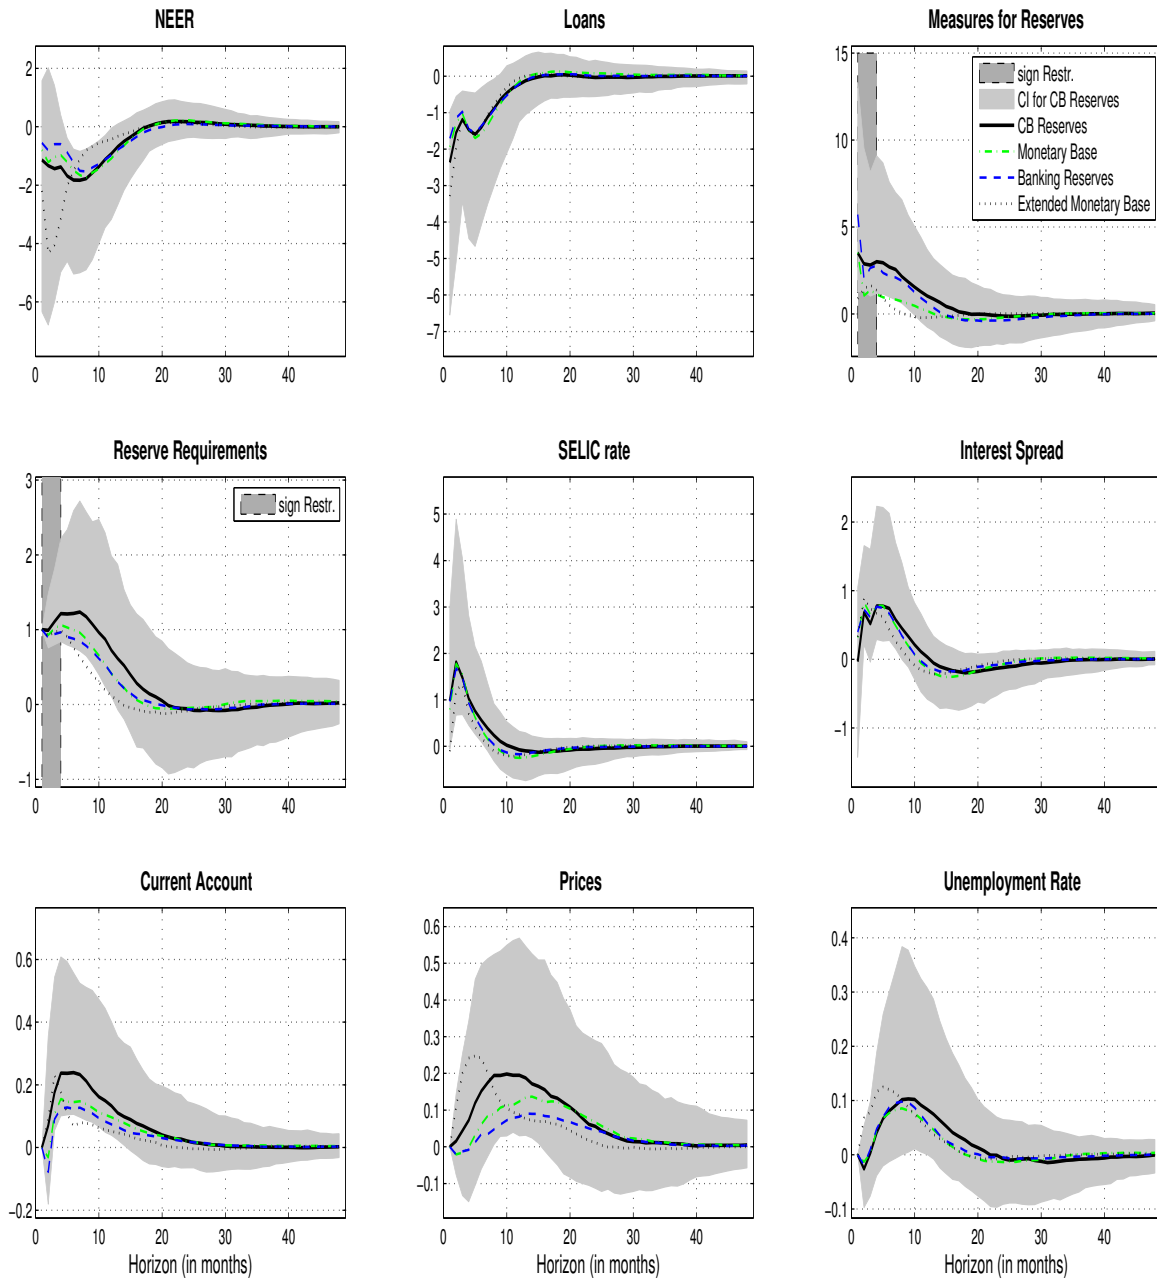 NEER
2
0
−2
−4
−6
0 10 20 30 40
Loans
0
−1
−2
−3
−4
−5
−6
−7
0 10 20 30 40
Measures for Reserves
15
10
5
0
0 10 20 30 40
sign Restr.
CI for CB Reserves
CB Reserves
Monetary Base
Banking Reserves
Extended Monetary Base
Reserve Requirements
3
2
1
0
−1
0 10 20 30 40
sign Restr.
SELIC rate
5
4
3
2
1
0
0 10 20 30 40
Interest Spread
2
1
0
−1
0 10 20 30 40
Current Account
0.6
0.4
0.2
0
−0.2
0 10 20 30 40
Horizon (in months)
Prices
0.6
0.5
0.4
0.3
0.2
0.1
0
−0.1
0 10 20 30 40
Horizon (in months)
Unemployment Rate
0.4
0.3
0.2
0.1
0
−0.1
0 10 20 30 40
Horizon (in months)